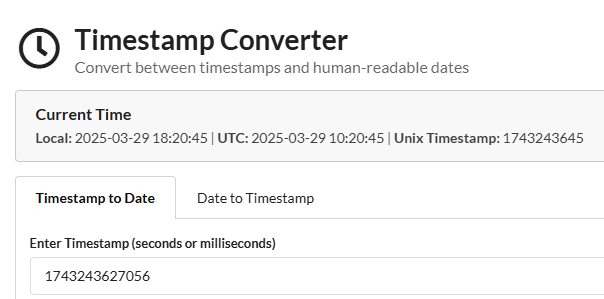 Timestamp Converter
Convert between timestamps and human-readable dates
Current Time
Local: 2025-03-29 18:20:45 | UTC: 2025-03-29 10:20:45 | Unix Timestamp: 1743243645
Timestamp to Date
Date to Timestamp
Enter Timestamp (seconds or milliseconds)
1743243627056